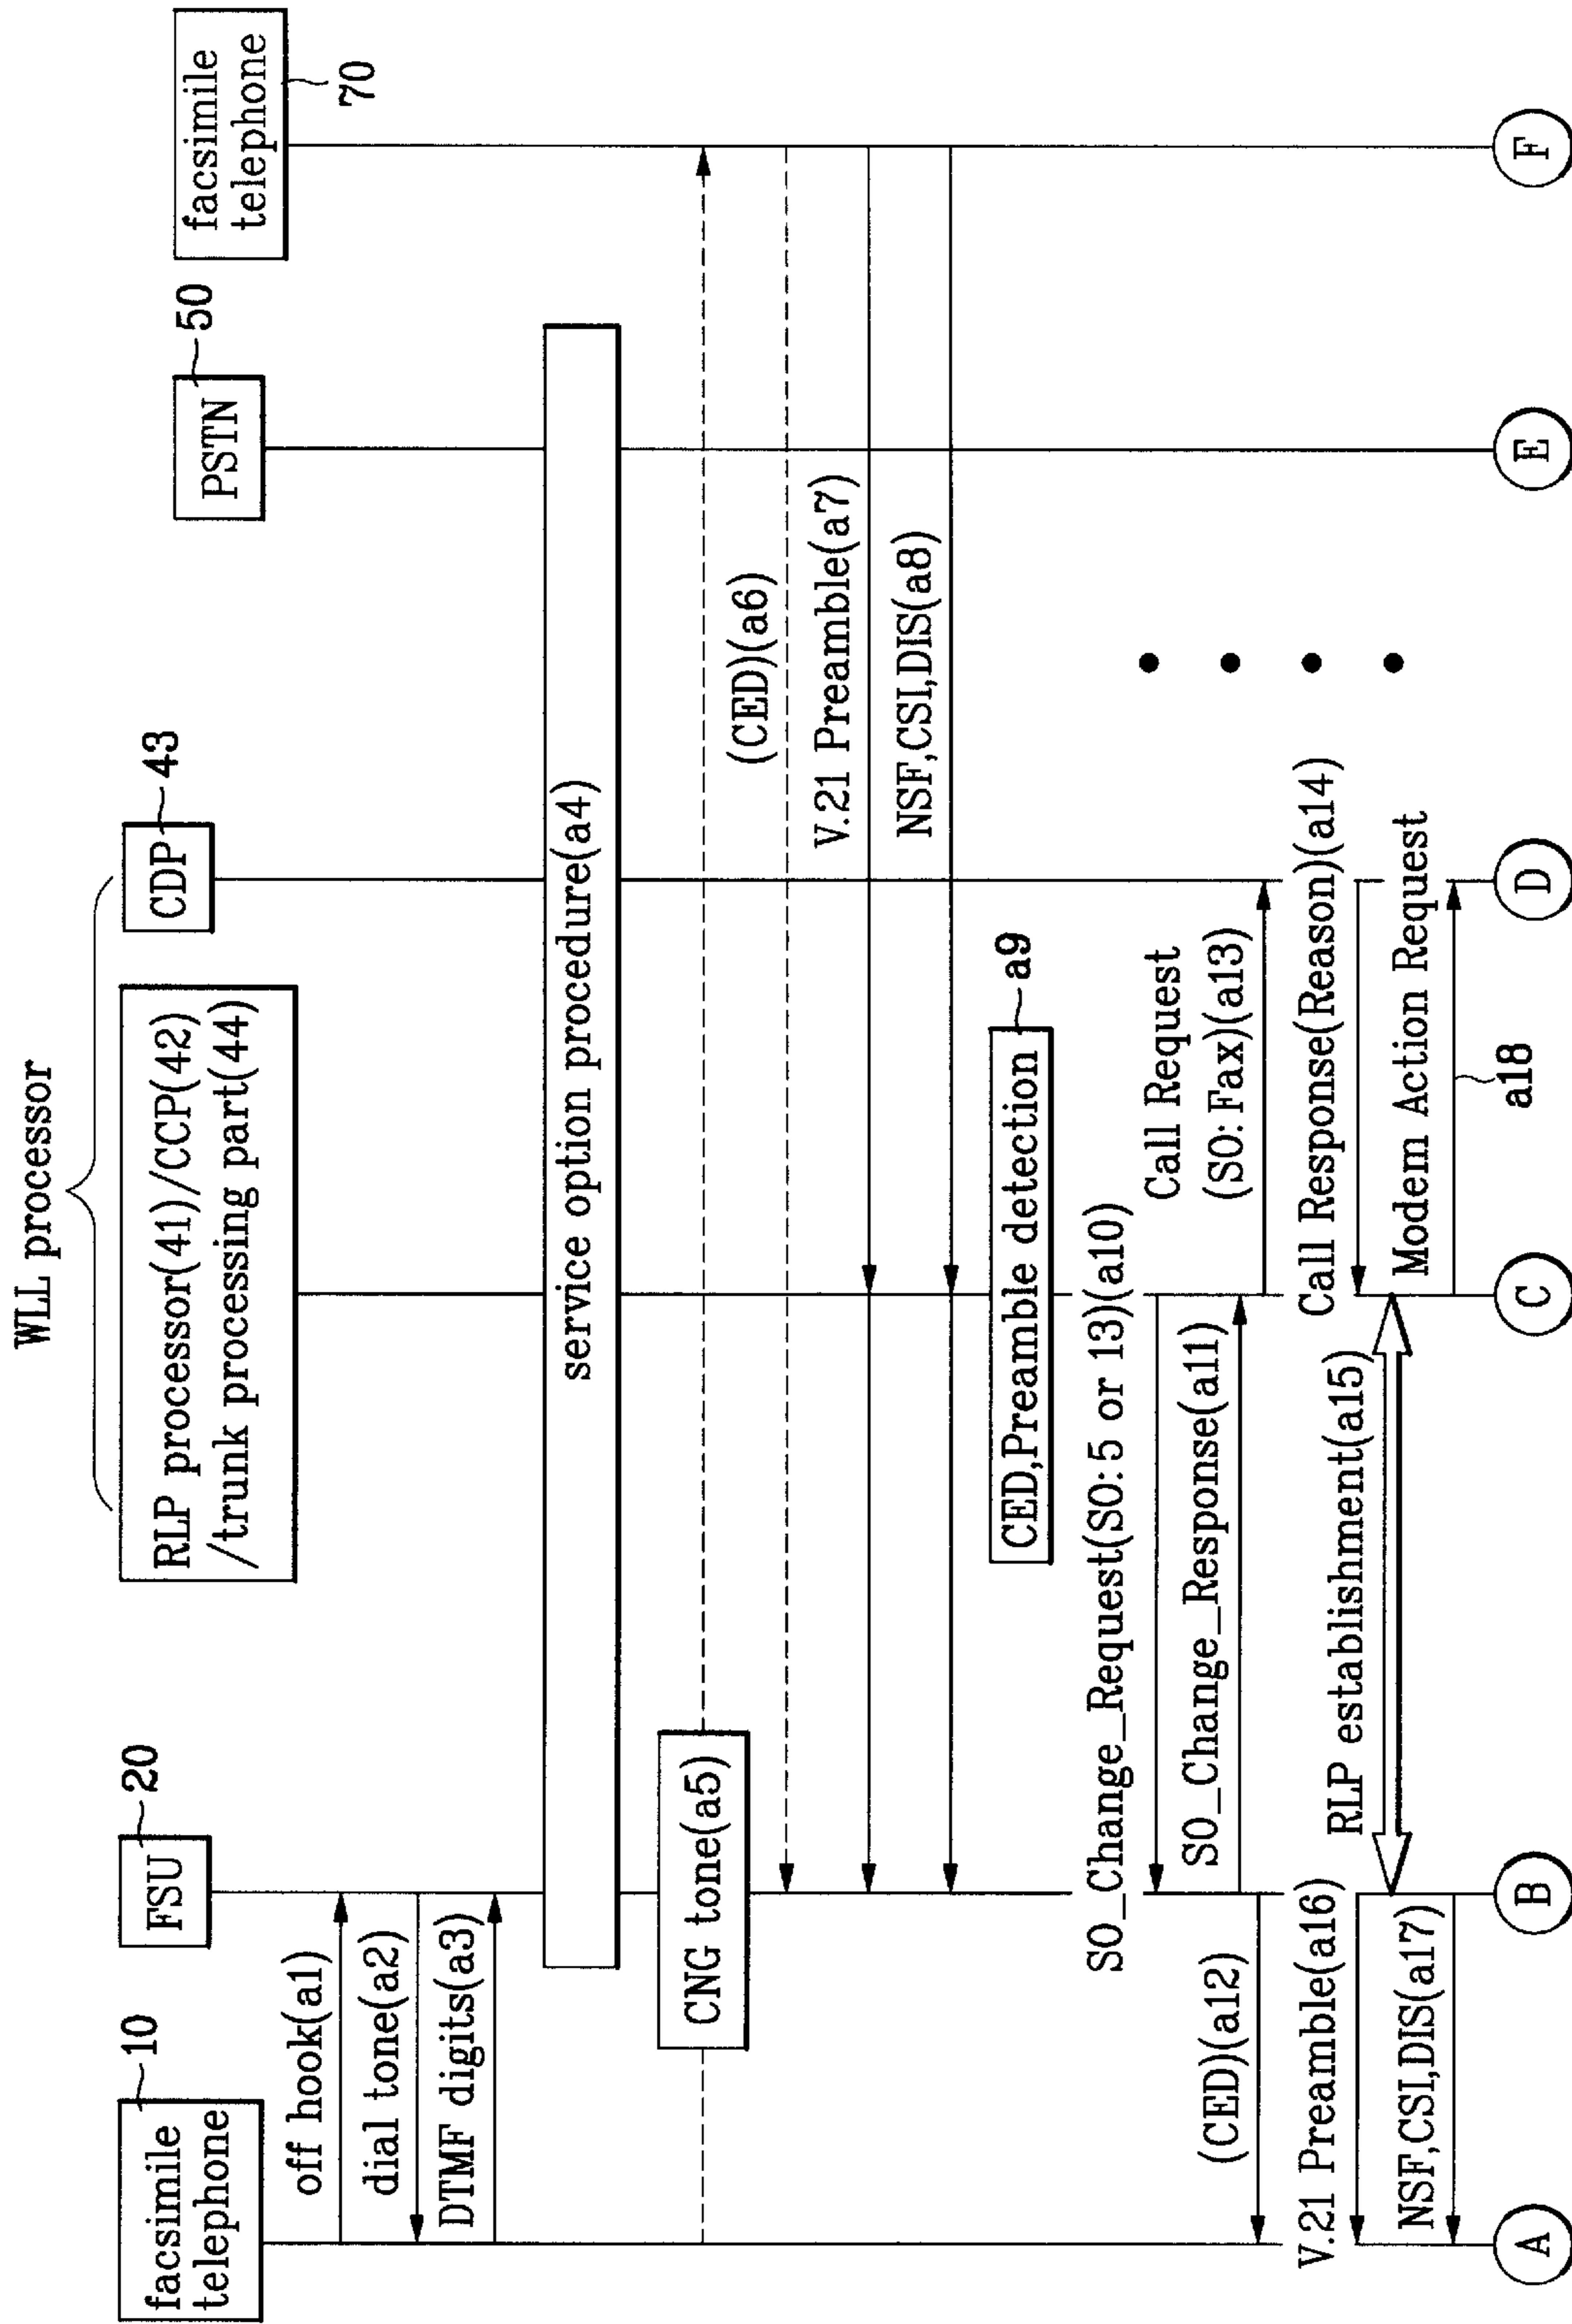 WLL processor
facsimile
telephone
10
FSU
20
RLP processor(41)/CCP(42)
/trunk processing part(44)
CDP
43
PSTN
50
facsimile
telephone
70
off hook(a1)
dial tone(a2)
DTMF digits(a3)
service option procedure(a4)
CNG tone(a5)
(CED)(a6)
V.21 Preamble(a7)
NSF,CSI,DIS(a8)
CED,Preamble detection
a9
SO_Change_Request(SO:5 or 13)(a10)
SO_Change_Response(a11)
(CED)(a12)
Call Request
(SO:Fax)(a13)
Call Response(Reason)(a14)
RLP establishment(a15)
V.21 Preamble(a16)
NSF,CSI,DIS(a17)
Modem Action Request
a18
A
B
C
D
E
F